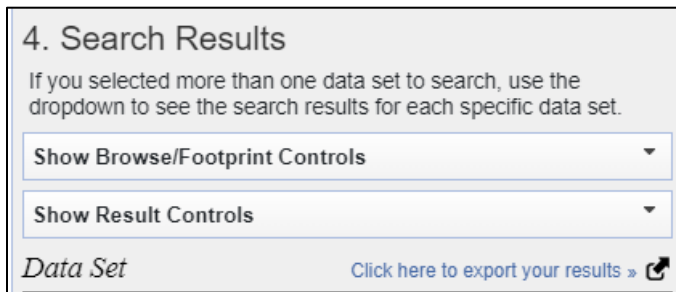 4. Search Results
If you selected more than one data set to search, use the
dropdown to see the search results for each specific data set.
Show Browse/Footprint Controls
Show Result Controls
Data Set Click here to export your results »